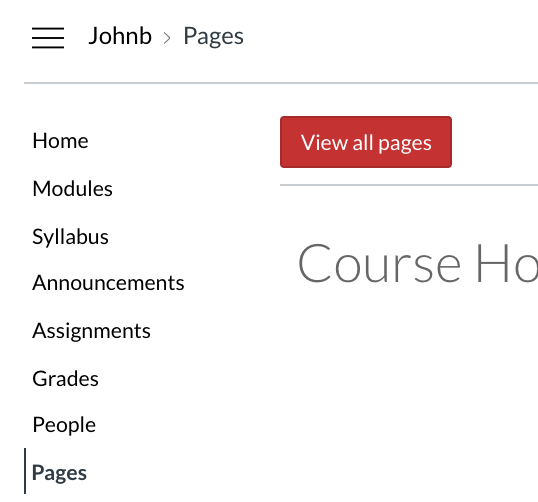 Johnb > Pages
View all pages
Course Ho
Home
Modules
Syllabus
Announcements
Assignments
Grades
People
Pages